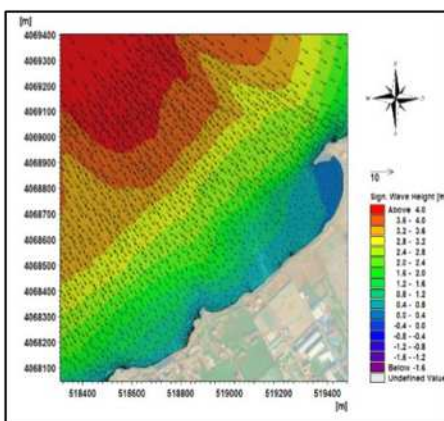 [m]
4069400
4069300
4069200
4069100
4069000
4068900
4068800
4068700
4068600
4068500
4068400
4068300
4068200
4068100
518400 518600 518800 519000 519200 519400
[m]
10
Sign. Wave Height [m]
Above 4.0
3.6 - 4.0
3.2 - 3.6
2.8 - 3.2
2.4 - 2.8
2.0 - 2.4
1.6 - 2.0
1.2 - 1.6
0.8 - 1.2
0.4 - 0.8
0.0 - 0.4
-0.4 - 0.0
-0.8 - -0.4
-1.2 - -0.8
-1.6 - -1.2
Below -1.6
Undefined Value